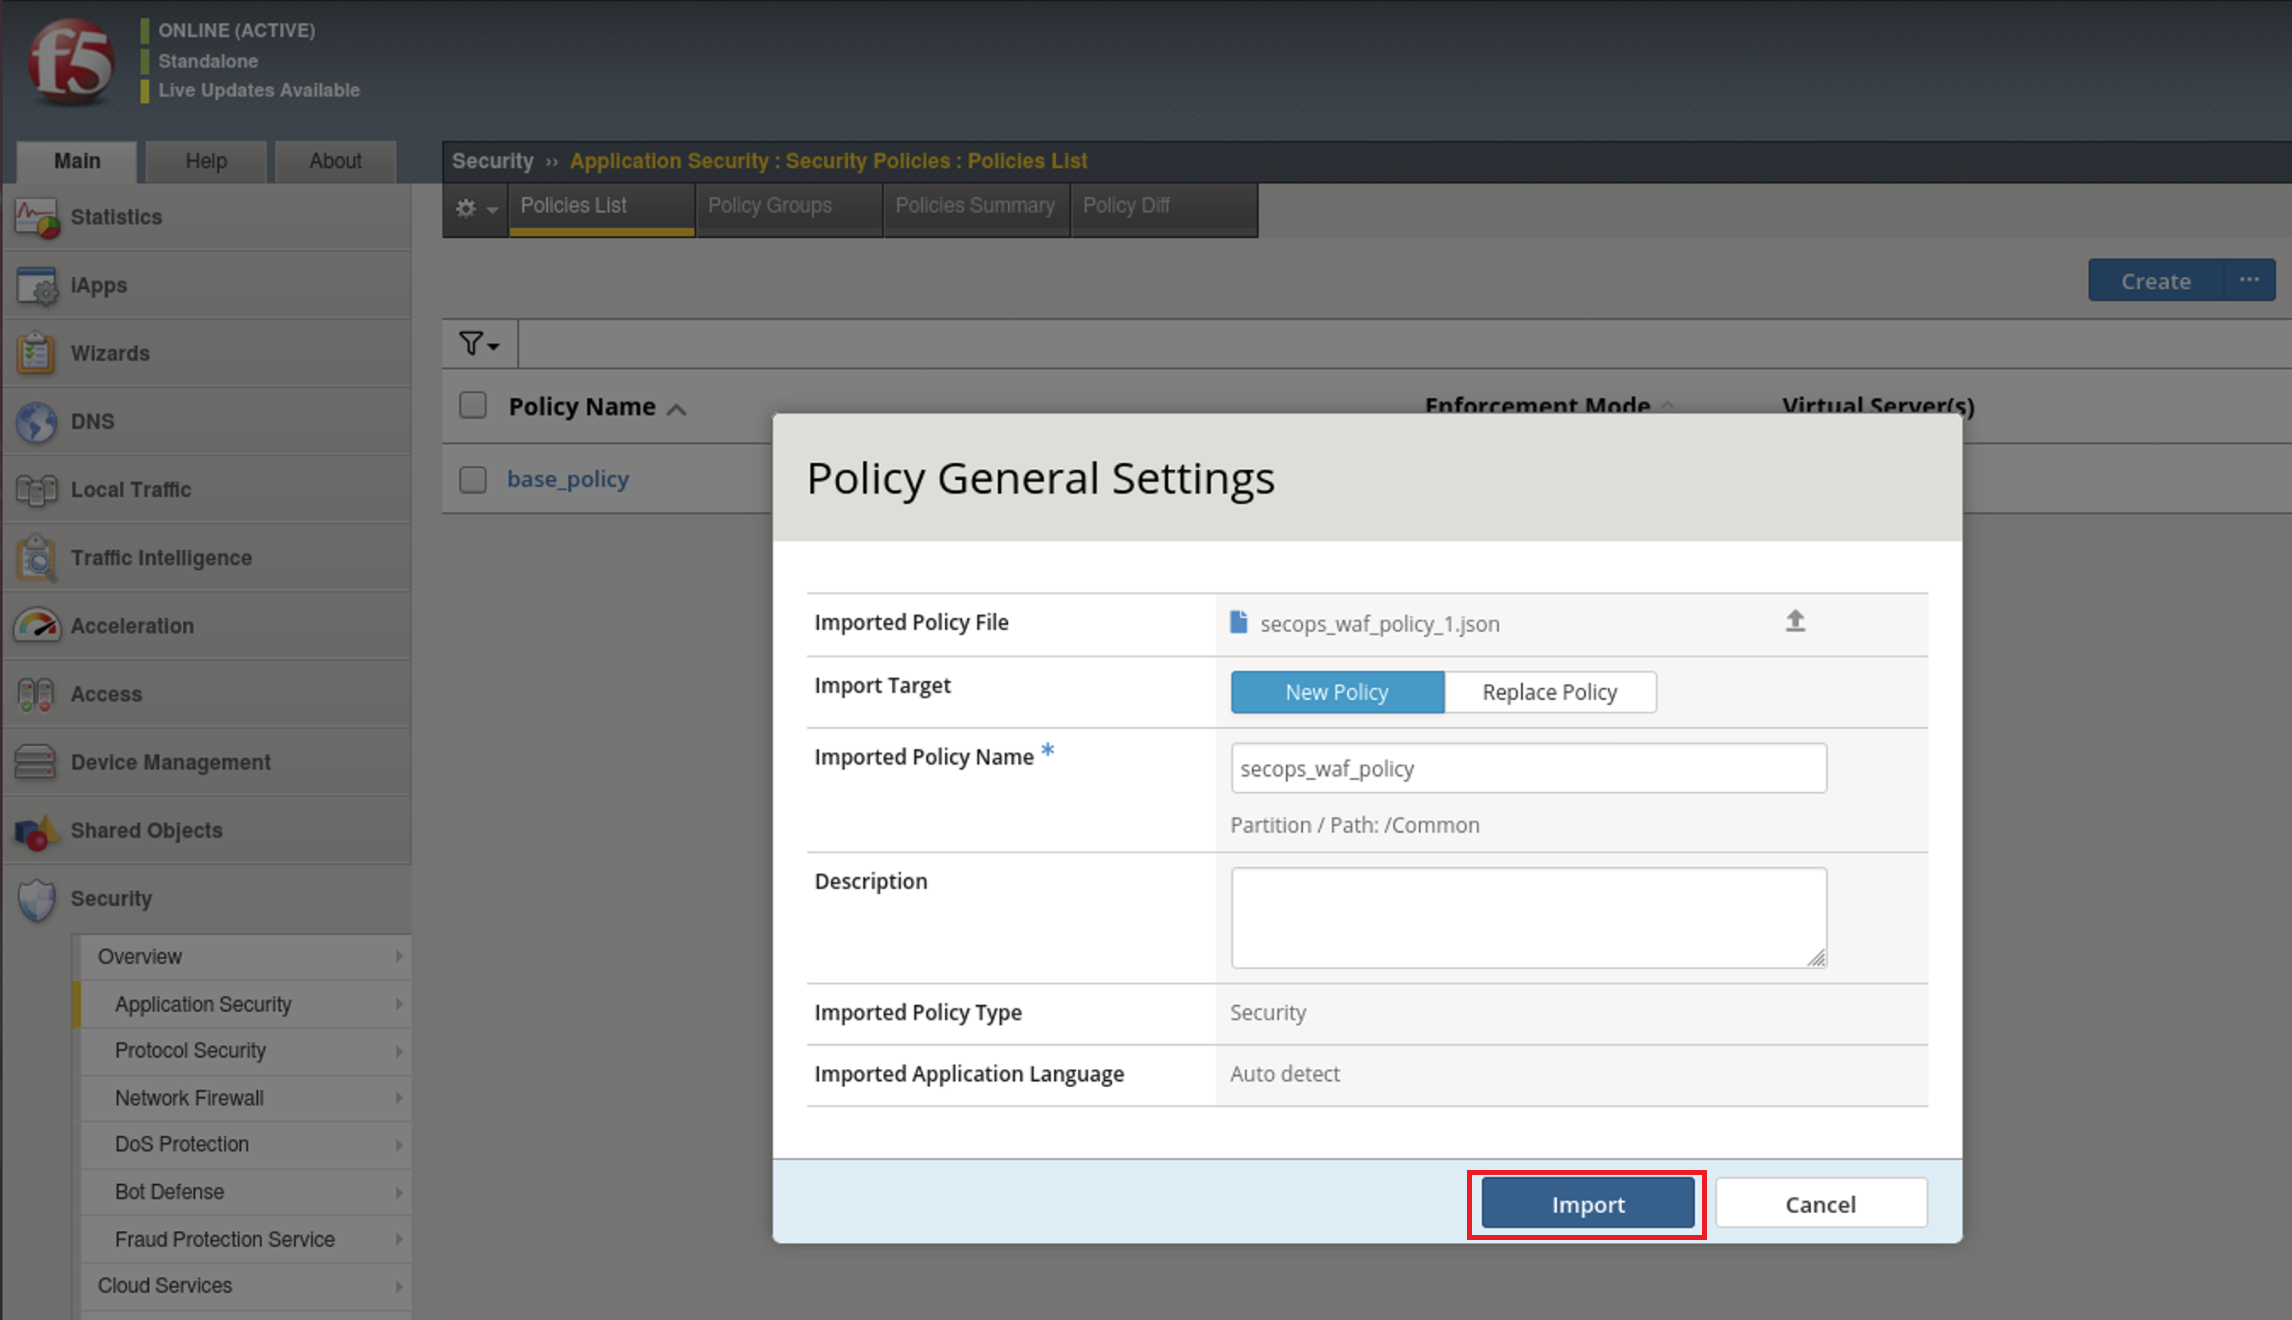 f5
ONLINE (ACTIVE)
Standalone
Live Updates Available
Main
Help
About
Security ›› Application Security : Security Policies : Policies List
Policies List
Policy Groups
Policies Summary
Policy Diff
Statistics
iApps
Wizards
DNS
Local Traffic
Traffic Intelligence
Acceleration
Access
Device Management
Shared Objects
Security
Overview
Application Security
Protocol Security
Network Firewall
DoS Protection
Bot Defense
Fraud Protection Service
Cloud Services
Create
...
Policy Name
Enforcement Mode
Virtual Server(s)
base_policy
Policy General Settings
Imported Policy File
secops_waf_policy_1.json
Import Target
New Policy
Replace Policy
Imported Policy Name *
secops_waf_policy
Partition / Path: /Common
Description
Imported Policy Type
Security
Imported Application Language
Auto detect
Import
Cancel